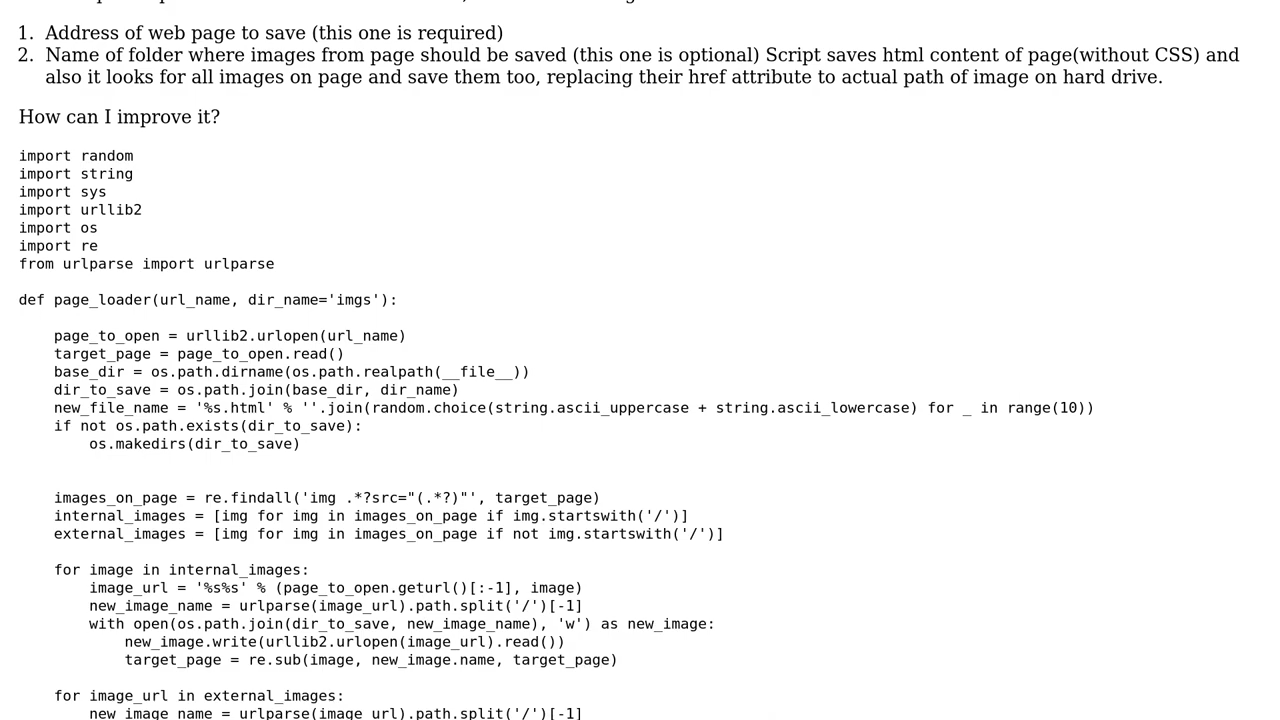 1. Address of web page to save (this one is required)
2. Name of folder where images from page should be saved (this one is optional) Script saves html content of page(without CSS) and
also it looks for all images on page and save them too, replacing their href attribute to actual path of image on hard drive.
How can I improve it?
import random
import string
import sys
import urllib2
import os
import re
from urlparse import urlparse
def page_loader(url_name, dir_name='imgs'):
    page_to_open = urllib2.urlopen(url_name)
    target_page = page_to_open.read()
    base_dir = os.path.dirname(os.path.realpath(__file__))
    dir_to_save = os.path.join(base_dir, dir_name)
    new_file_name = '%s.html' % ''.join(random.choice(string.ascii_uppercase + string.ascii_lowercase) for _ in range(10))
    if not os.path.exists(dir_to_save):
        os.makedirs(dir_to_save)
    images_on_page = re.findall('img .*?src="(.*?)"', target_page)
    internal_images = [img for img in images_on_page if img.startswith('/')]
    external_images = [img for img in images_on_page if not img.startswith('/')]
    for image in internal_images:
        image_url = '%s%s' % (page_to_open.geturl()[:-1], image)
        new_image_name = urlparse(image_url).path.split('/')[-1]
        with open(os.path.join(dir_to_save, new_image_name), 'w') as new_image:
            new_image.write(urllib2.urlopen(image_url).read())
            target_page = re.sub(image, new_image.name, target_page)
    for image_url in external_images:
        new_image_name = urlparse(image_url).path.split('/')[-1]